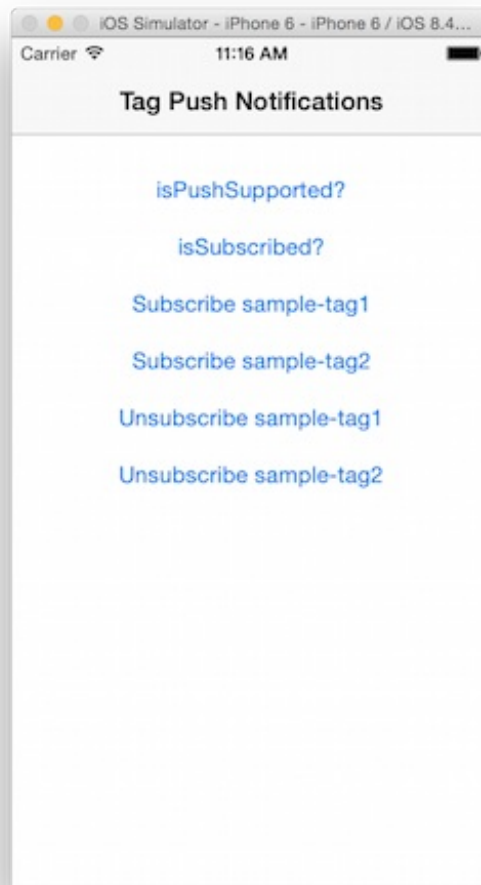 iOS Simulator - iPhone 6 - iPhone 6 / iOS 8.4...
Carrier 11:16 AM
Tag Push Notifications
isPushSupported?
isSubscribed?
Subscribe sample-tag1
Subscribe sample-tag2
Unsubscribe sample-tag1
Unsubscribe sample-tag2